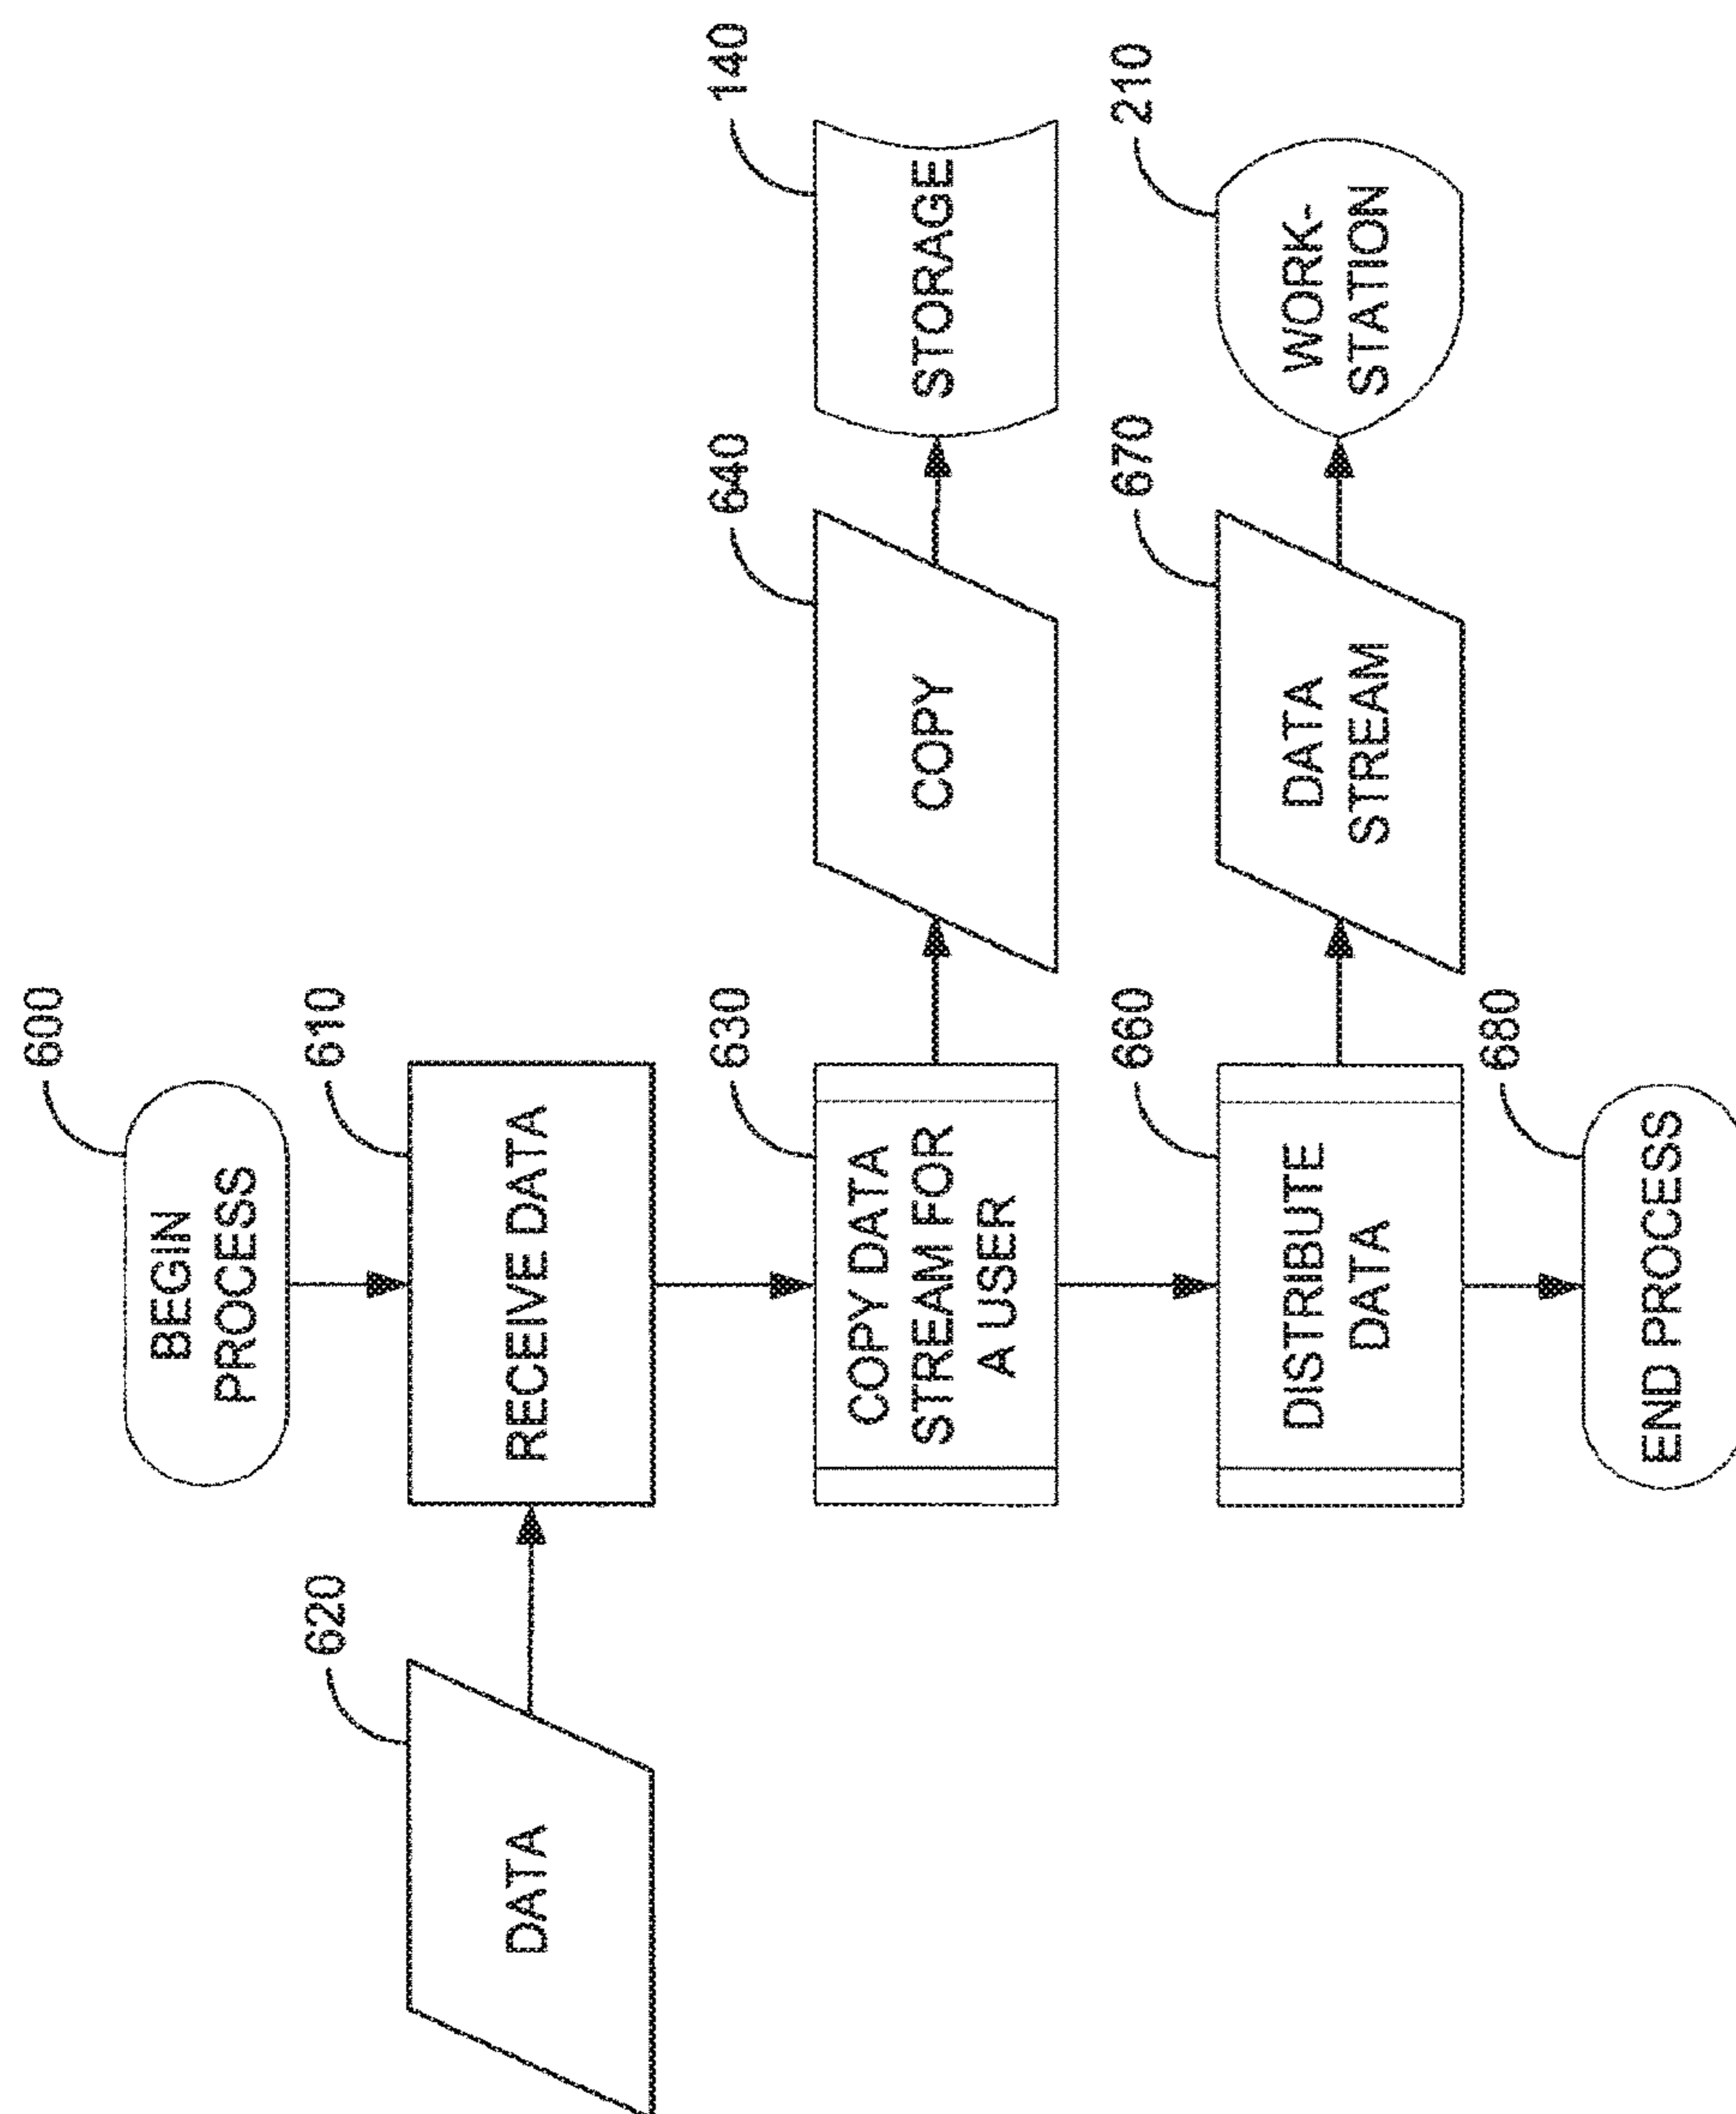 600
BEGIN
PROCESS
620
DATA
610
RECEIVE DATA
630
COPY DATA
STREAM FOR
A USER
640
COPY
140
STORAGE
660
DISTRIBUTE
DATA
670
DATA
STREAM
210
WORK-
STATION
680
END PROCESS